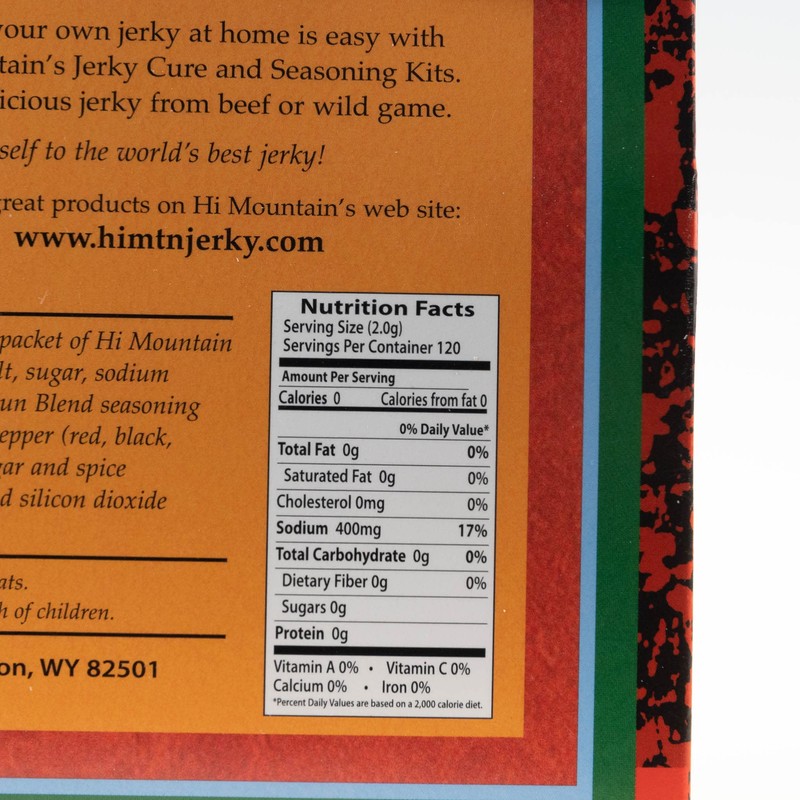 your own jerky at home is easy with
tain's Jerky Cure and Seasoning Kits.
icious jerky from beef or wild game.
self to the world's best jerky!
great products on Hi Mountain's web site:
www.himtnjerky.com
packet of Hi Mountain
lt, sugar, sodium
un Blend seasoning
epper (red, black,
gar and spice
d silicon dioxide
ats.
h of children.
on, WY 82501
Nutrition Facts
Serving Size (2.0g)
Servings Per Container 120
Amount Per Serving
Calories 0 Calories from fat 0
0% Daily Value*
Total Fat 0g 0%
Saturated Fat 0g 0%
Cholesterol 0mg 0%
Sodium 400mg 17%
Total Carbohydrate 0g 0%
Dietary Fiber 0g 0%
Sugars 0g
Protein 0g
Vitamin A 0% • Vitamin C 0%
Calcium 0% • Iron 0%
*Percent Daily Values are based on a 2,000 calorie diet.